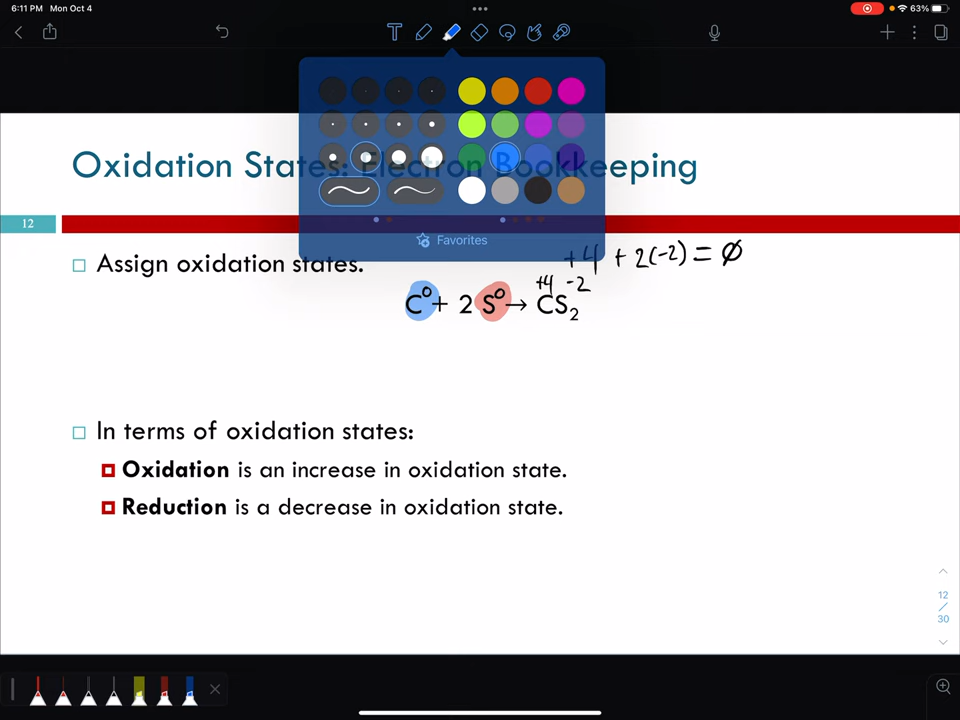 6:11 PM Mon Oct 4
63%
Oxidation States: Electron Bookkeeping
12
Favorites
Assign oxidation states.
+4 + 2(-2) = ∅
+4 -2
C⁰ + 2 S⁰ → CS₂
In terms of oxidation states:
Oxidation is an increase in oxidation state.
Reduction is a decrease in oxidation state.
12
/
30